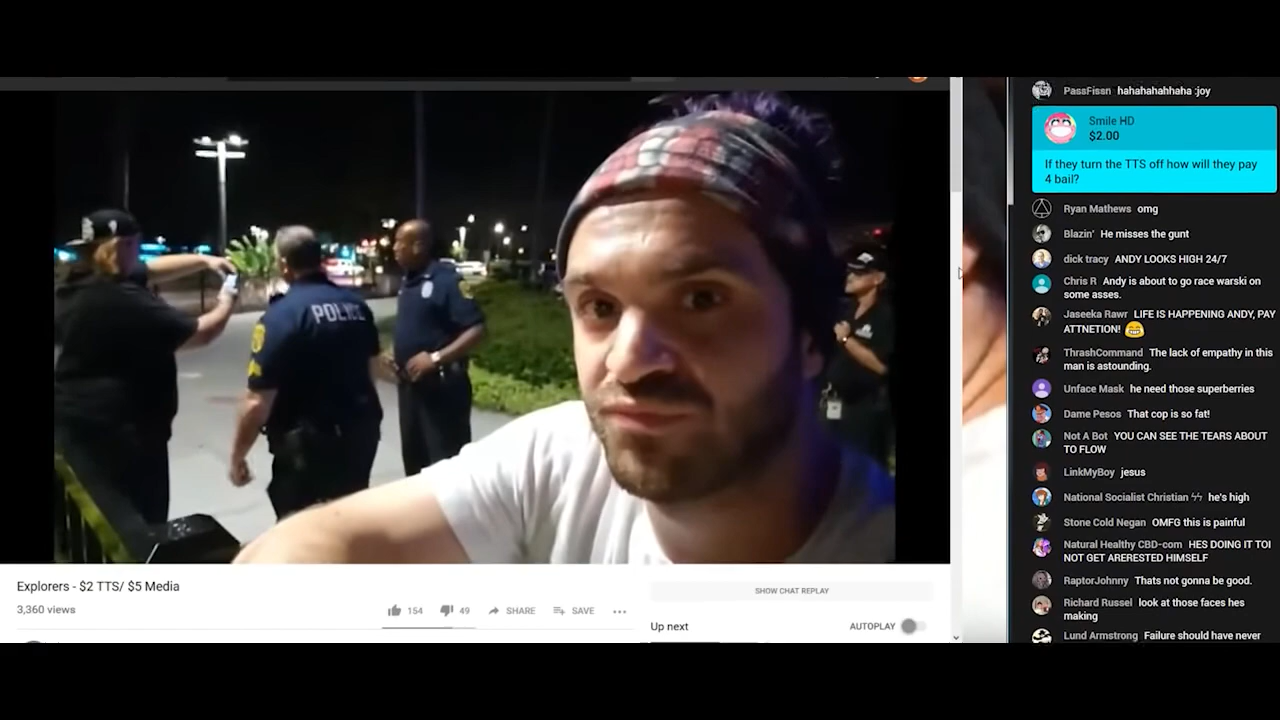 POLICE
Explorers - $2 TTS/ $5 Media
3,360 views
154
49
SHARE
SAVE
SHOW CHAT REPLAY
Up next
AUTOPLAY
PassFissn hahahahahhaha :joy
Smile HD
$2.00
If they turn the TTS off how will they pay
4 bail?
Ryan Mathews omg
Blazin' He misses the gunt
dick tracy ANDY LOOKS HIGH 24/7
Chris R Andy is about to go race warski on
some asses.
Jaseeka Rawr LIFE IS HAPPENING ANDY, PAY
ATTNETION! 😁
ThrashCommand The lack of empathy in this
man is astounding.
Unface Mask he need those superberries
Dame Pesos That cop is so fat!
Not A Bot YOU CAN SEE THE TEARS ABOUT
TO FLOW
LinkMyBoy jesus
National Socialist Christian ϟϟ he's high
Stone Cold Negan OMFG this is painful
Natural Healthy CBD-com HES DOING IT TOI
NOT GET ARERESTED HIMSELF
RaptorJohnny Thats not gonna be good.
Richard Russel look at those faces hes
making
Lund Armstrong Failure should have never